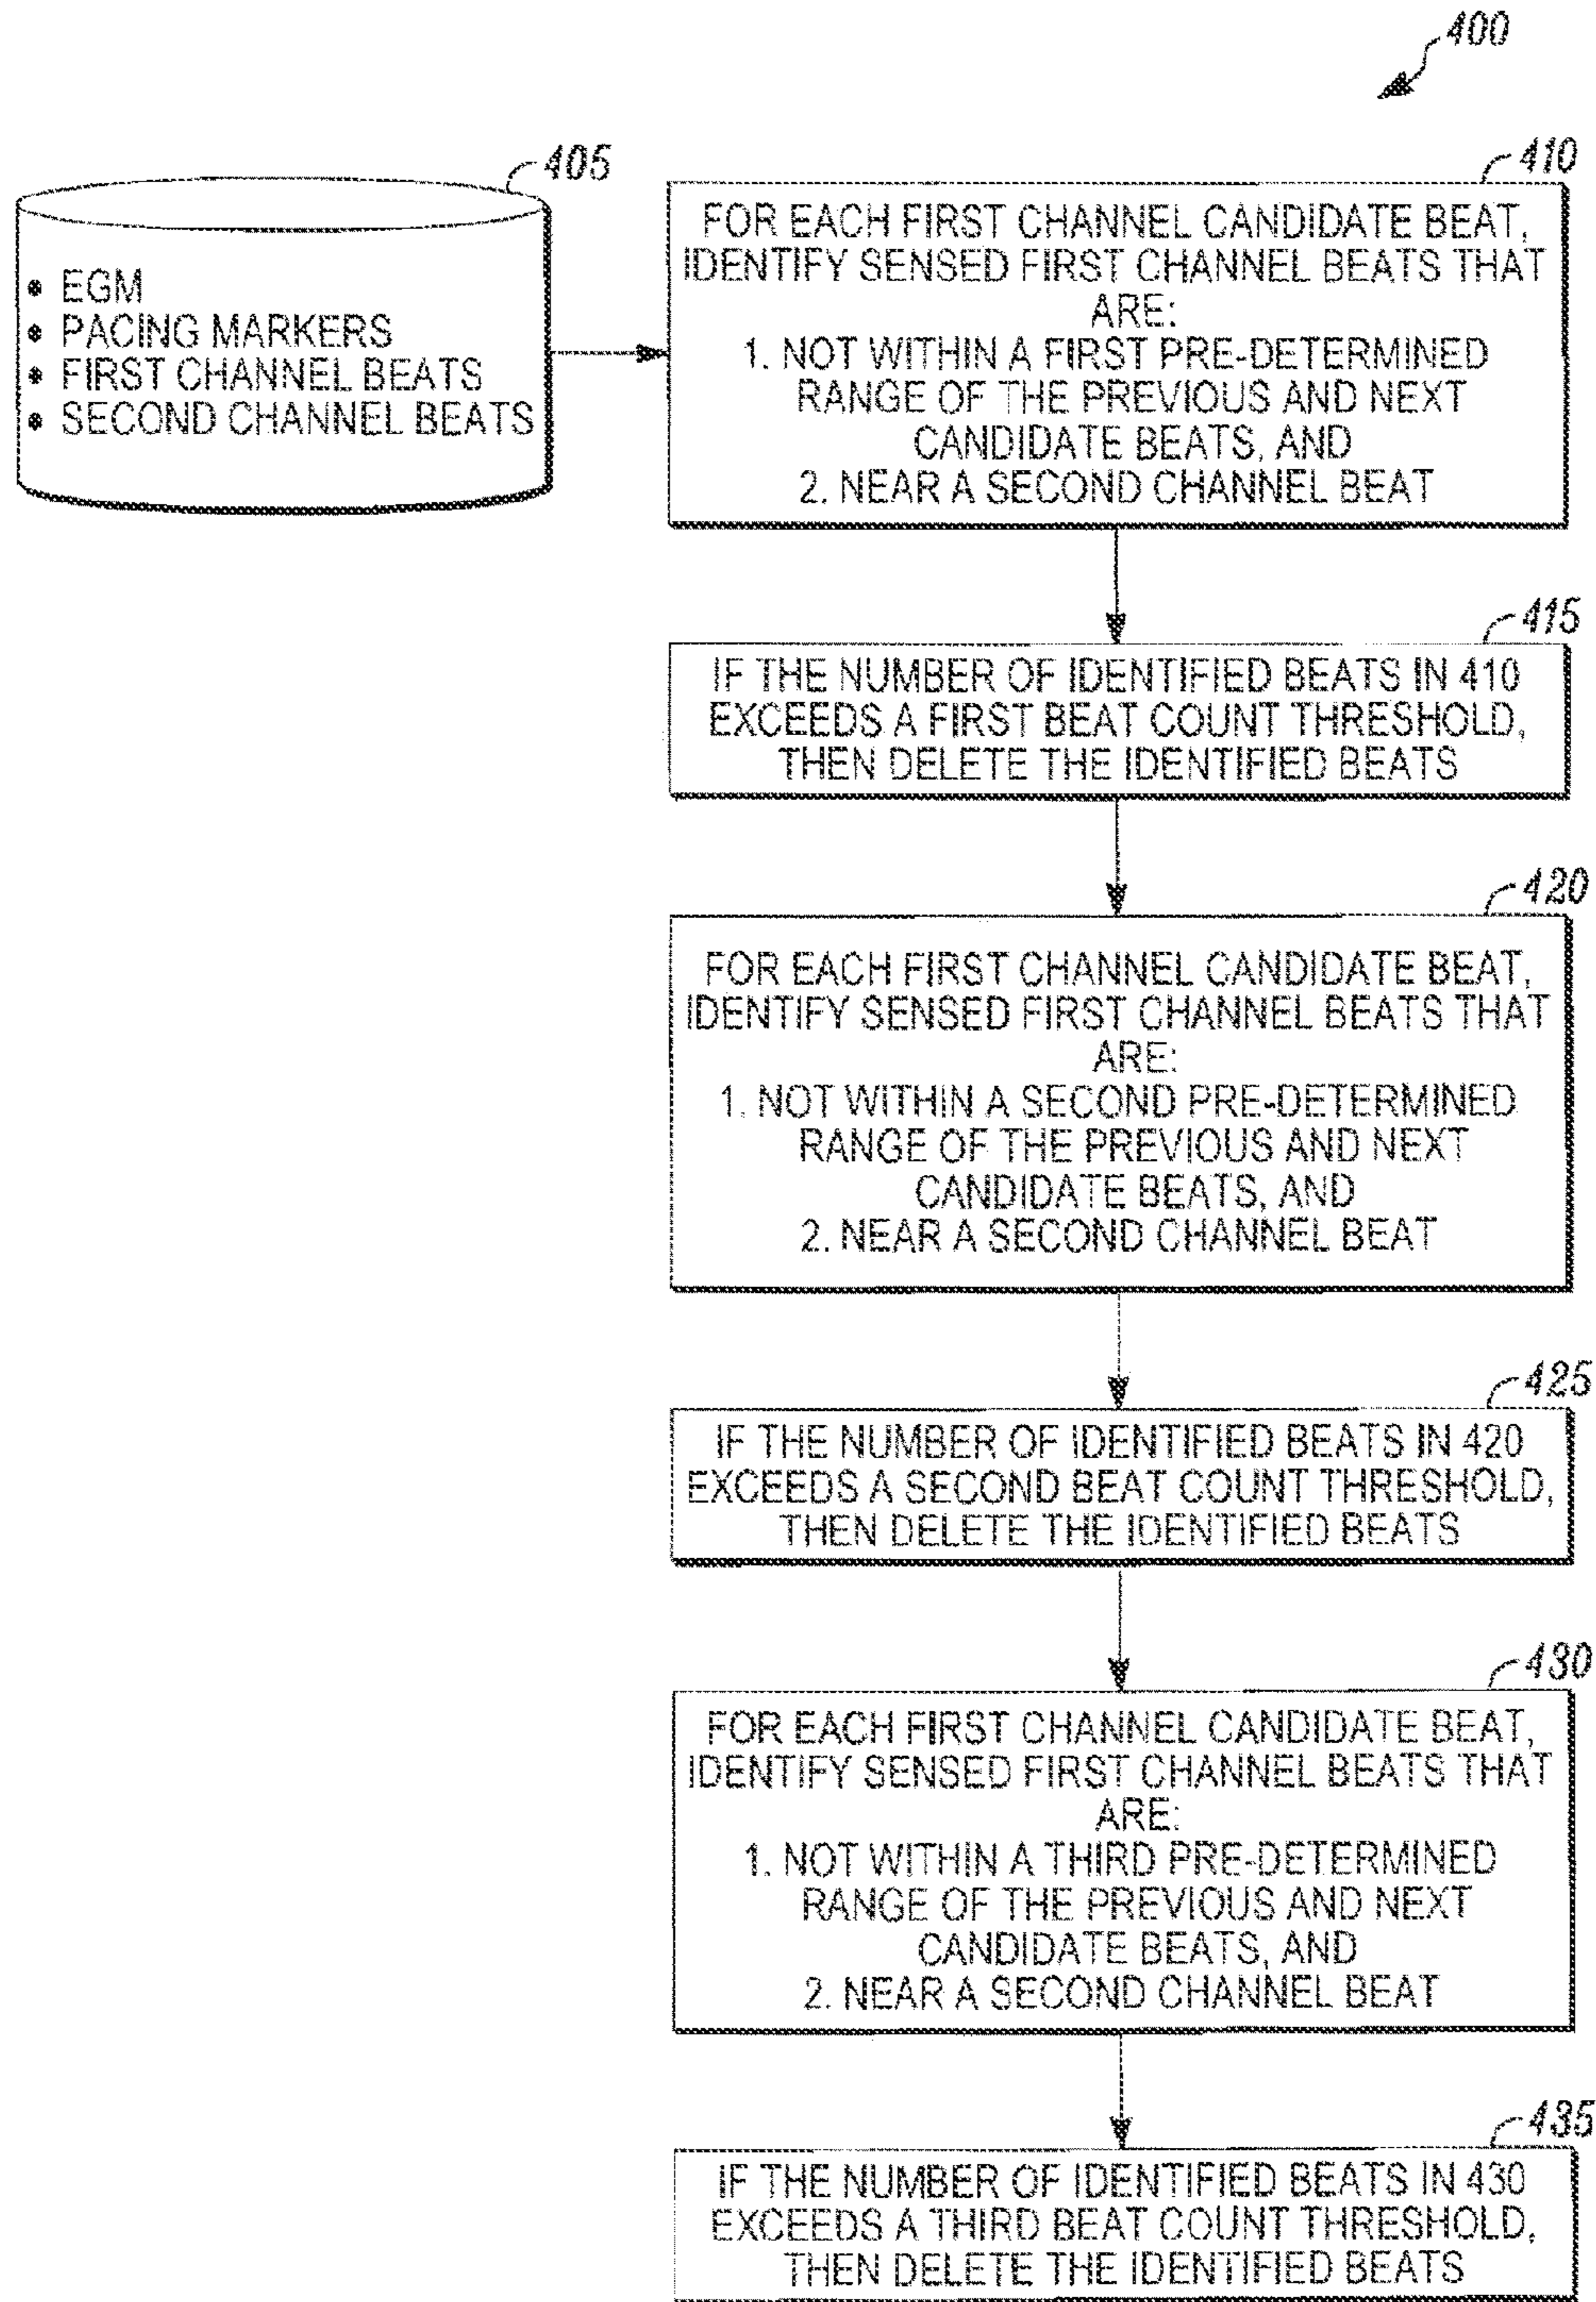 400
405
• EGM
• PACING MARKERS
• FIRST CHANNEL BEATS
• SECOND CHANNEL BEATS
410
FOR EACH FIRST CHANNEL CANDIDATE BEAT,
IDENTIFY SENSED FIRST CHANNEL BEATS THAT
ARE:
1. NOT WITHIN A FIRST PRE-DETERMINED
RANGE OF THE PREVIOUS AND NEXT
CANDIDATE BEATS, AND
2. NEAR A SECOND CHANNEL BEAT
415
IF THE NUMBER OF IDENTIFIED BEATS IN 410
EXCEEDS A FIRST BEAT COUNT THRESHOLD,
THEN DELETE THE IDENTIFIED BEATS
420
FOR EACH FIRST CHANNEL CANDIDATE BEAT,
IDENTIFY SENSED FIRST CHANNEL BEATS THAT
ARE:
1. NOT WITHIN A SECOND PRE-DETERMINED
RANGE OF THE PREVIOUS AND NEXT
CANDIDATE BEATS, AND
2. NEAR A SECOND CHANNEL BEAT
425
IF THE NUMBER OF IDENTIFIED BEATS IN 420
EXCEEDS A SECOND BEAT COUNT THRESHOLD,
THEN DELETE THE IDENTIFIED BEATS
430
FOR EACH FIRST CHANNEL CANDIDATE BEAT,
IDENTIFY SENSED FIRST CHANNEL BEATS THAT
ARE:
1. NOT WITHIN A THIRD PRE-DETERMINED
RANGE OF THE PREVIOUS AND NEXT
CANDIDATE BEATS, AND
2. NEAR A SECOND CHANNEL BEAT
435
IF THE NUMBER OF IDENTIFIED BEATS IN 430
EXCEEDS A THIRD BEAT COUNT THRESHOLD,
THEN DELETE THE IDENTIFIED BEATS